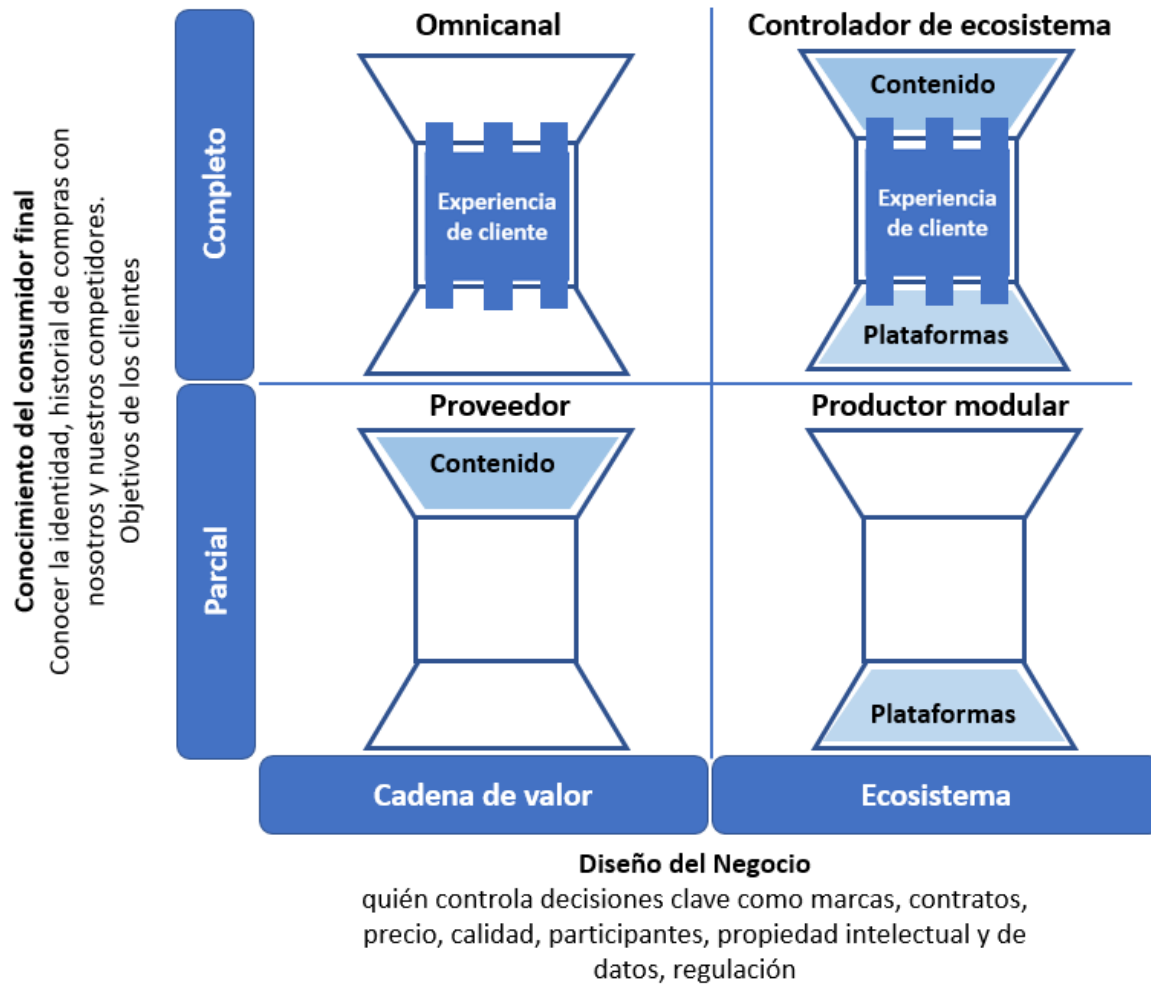 Omnicanal
Controlador de ecosistema
Contenido
Experiencia
de cliente
Experiencia
de cliente
Plataformas
Completo
Conocimiento del consumidor final
Conocer la identidad, historial de compras con
nosotros y nuestros competidores.
Objetivos de los clientes
Parcial
Proveedor
Productor modular
Contenido
Plataformas
Cadena de valor
Ecosistema
Diseño del Negocio
quién controla decisiones clave como marcas, contratos,
precio, calidad, participantes, propiedad intelectual y de
datos, regulación